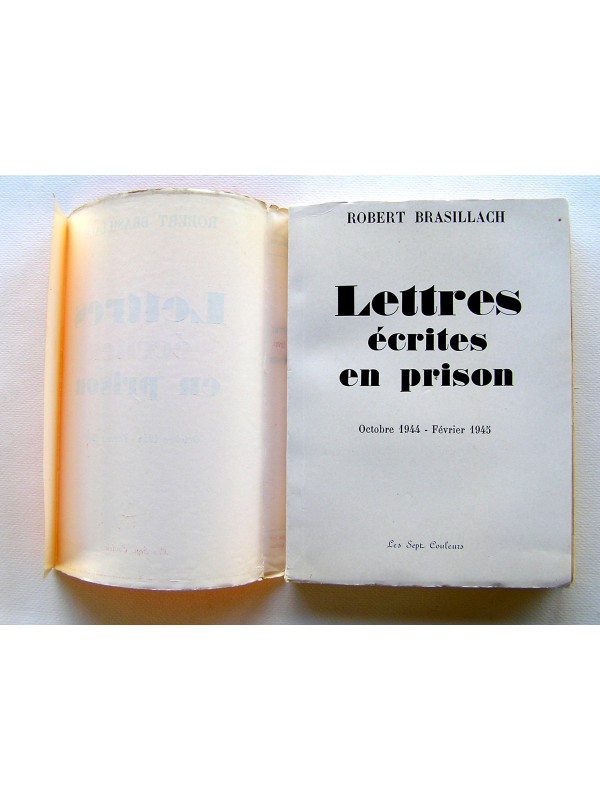 ROBERT BRASILLACH
Lettres
écrites
en prison
Octobre 1944 - Février 1945
Les Sept Couleurs